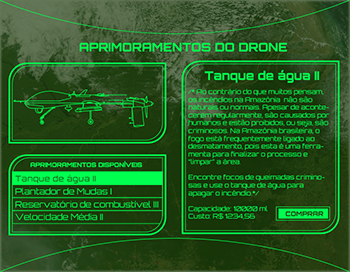 APRIMORAMENTOS DO DRONE
Tanque de água II
/* Ao contrário do que muitos pensam,
os incêndios na Amazônia não são
naturais ou normais. Apesar de aconte-
cerem regularmente, são causados por
humanos e estão proibidos, ou seja, são
criminosos. Na Amazônia brasileira, o
fogo está frequentemente ligado ao
desmatamento, pois esta é uma ferra-
menta para finalizar o processo e
"limpar" a área.
Encontre focos de queimadas crimino-
sas e use o tanque de água para
apagar o incêndio.*/
Capacidade: 10000 ml
Custo: R$ 1234,56
COMPRAR
APRIMORAMENTOS DISPONÍVEIS
Tanque de água II
Plantador de Mudas I
Reservatório de combustível III
Velocidade Média II